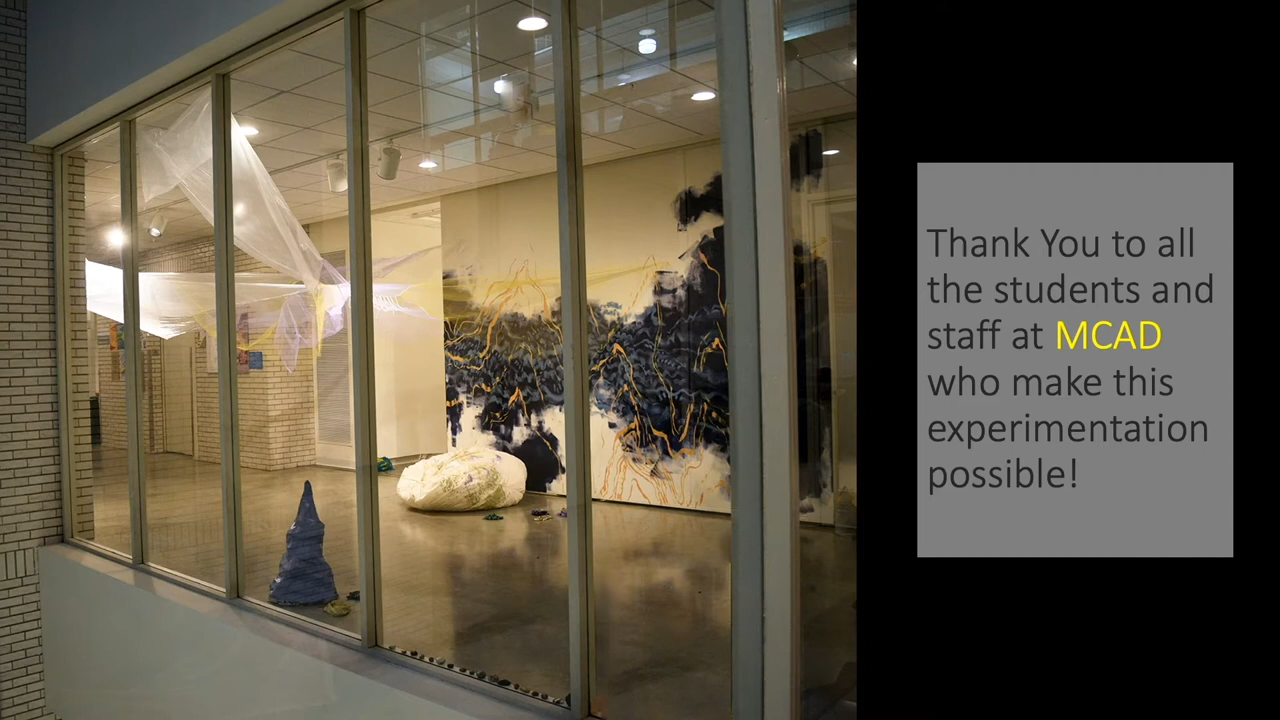 Thank You to all
the students and
staff at MCAD
who make this
experimentation
possible!